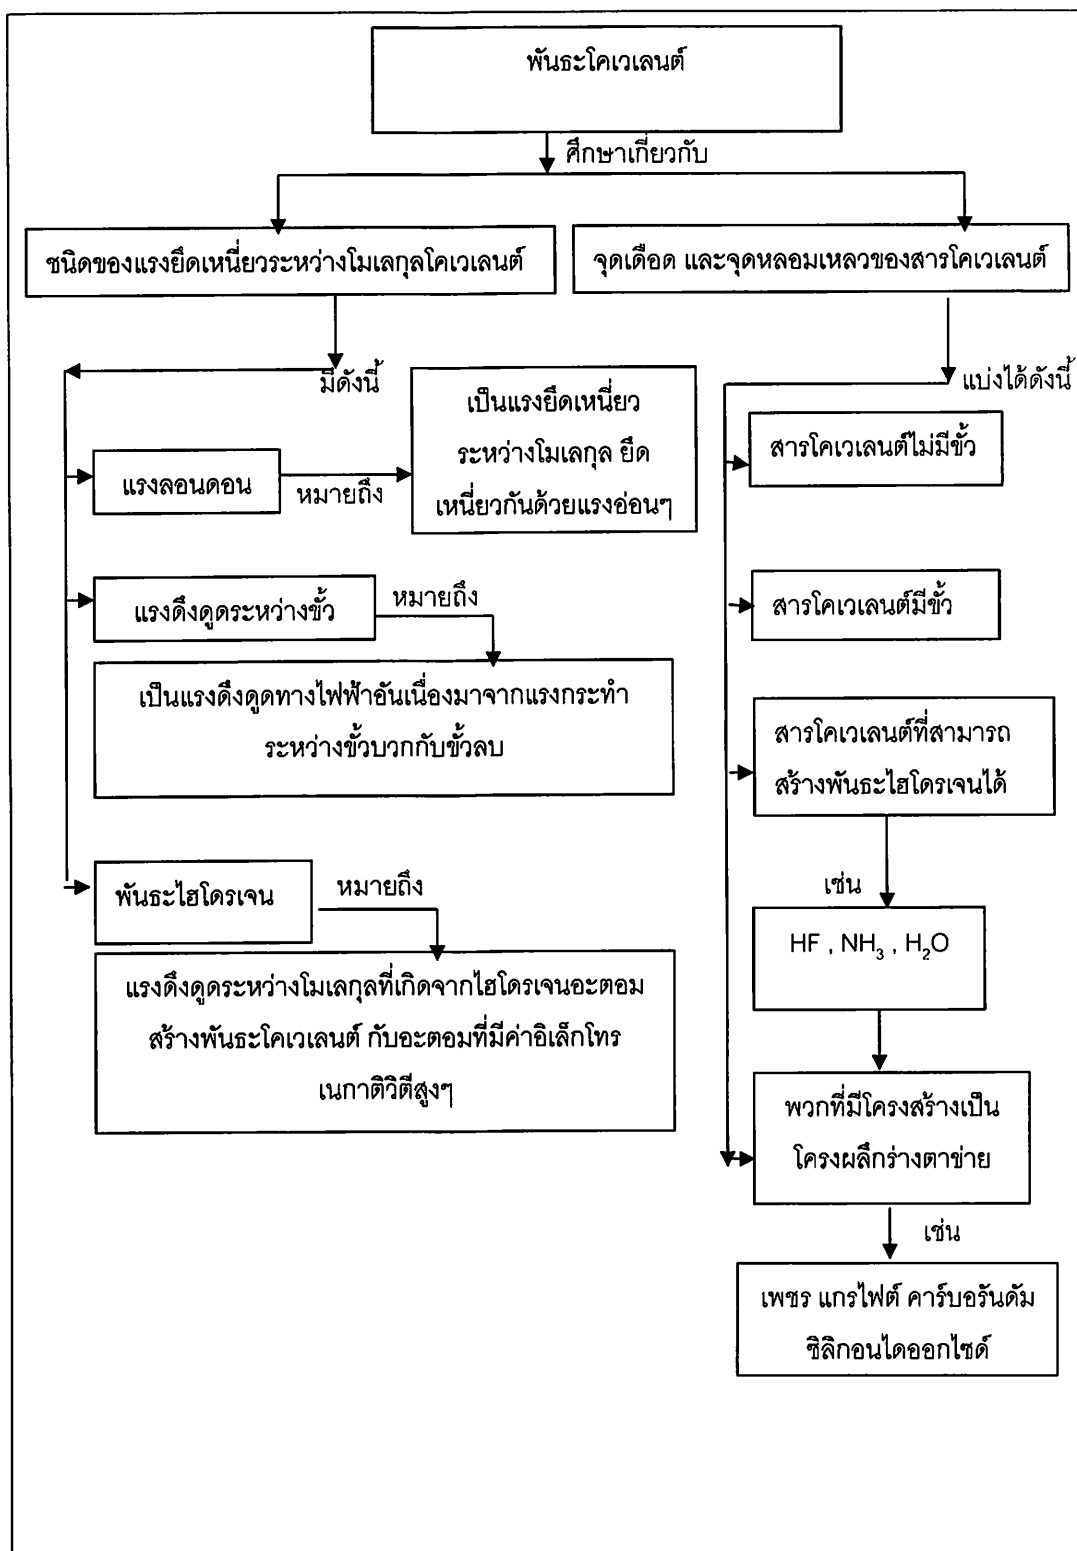 พันธะโคเวเลนต์
ศึกษาเกี่ยวกับ
ชนิดของแรงยึดเหนี่ยวระหว่างโมเลกุลโคเวเลนต์
จุดเดือด และจุดหลอมเหลวของสารโคเวเลนต์
มีดังนี้
แรงลอนดอน
หมายถึง
เป็นแรงยึดเหนี่ยว
ระหว่างโมเลกุล ยึด
เหนี่ยวกันด้วยแรงอ่อนๆ
แรงดึงดูดระหว่างขั้ว
หมายถึง
เป็นแรงดึงดูดทางไฟฟ้าอันเนื่องมาจากแรงกระทำ
ระหว่างขั้วบวกกับขั้วลบ
พันธะไฮโดรเจน
หมายถึง
แรงดึงดูดระหว่างโมเลกุลที่เกิดจากไฮโดรเจนอะตอม
สร้างพันธะโคเวเลนต์ กับอะตอมที่มีค่าอิเล็กโทร
เนกาติวิตีสูงๆ
แบ่งได้ดังนี้
สารโคเวเลนต์ไม่มีขั้ว
สารโคเวเลนต์มีขั้ว
สารโคเวเลนต์ที่สามารถ
สร้างพันธะไฮโดรเจนได้
เช่น
HF , NH₃ , H₂O
พวกที่มีโครงสร้างเป็น
โครงผลึกร่างตาข่าย
เช่น
เพชร แกรไฟต์ คาร์บอรันดัม
ซิลิกอนไดออกไซด์